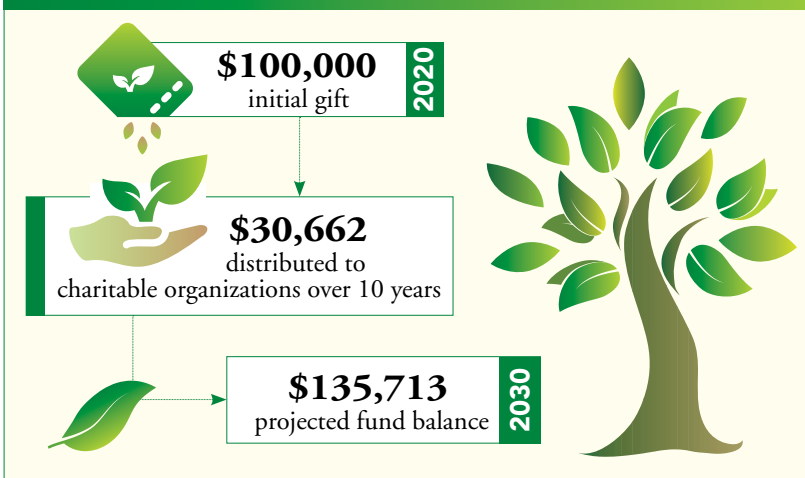 $100,000
initial gift
2020
$30,662
distributed to
charitable organizations over 10 years
$135,713
projected fund balance
2030